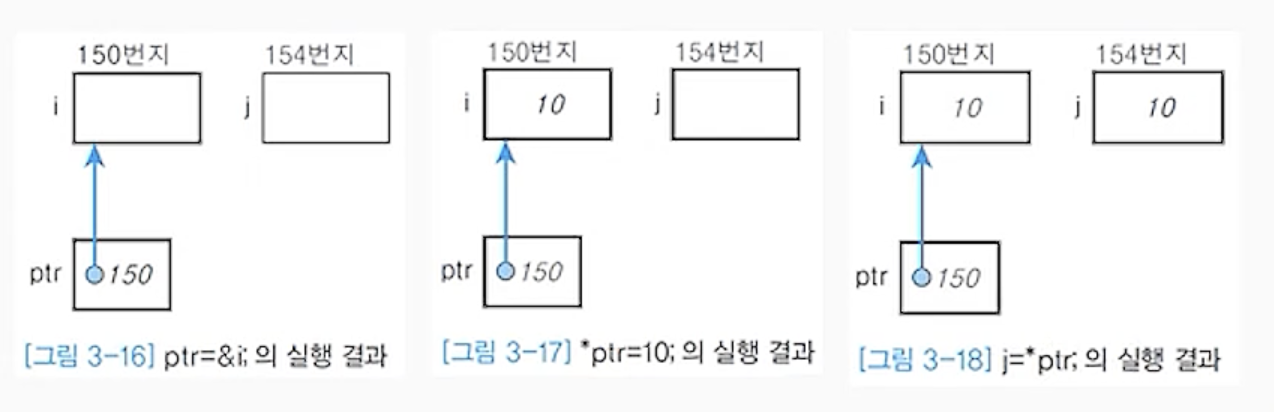 150번지 154번지
i j
ptr 150
[그림 3-16] ptr=&i; 의 실행 결과
150번지 154번지
i 10 j
ptr 150
[그림 3-17] *ptr=10; 의 실행 결과
150번지 154번지
i 10 j 10
ptr 150
[그림 3-18] j=*ptr; 의 실행 결과